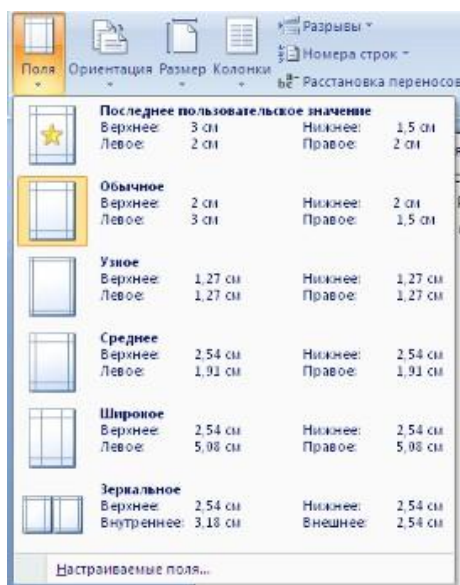 Поля Ориентация Размер Колонки
Разрывы
Номера строк
Расстановка переносов
Последнее пользовательское значение
Верхнее: 3 см Нижнее: 1,5 см
Левое: 2 см Правое: 2 см
Обычное
Верхнее: 2 см Нижнее: 2 см
Левое: 3 см Правое: 1,5 см
Узкое
Верхнее: 1,27 см Нижнее: 1,27 см
Левое: 1,27 см Правое: 1,27 см
Среднее
Верхнее: 2,54 см Нижнее: 2,54 см
Левое: 1,91 см Правое: 1,91 см
Широкое
Верхнее: 2,54 см Нижнее: 2,54 см
Левое: 5,08 см Правое: 5,08 см
Зеркальное
Верхнее: 2,54 см Нижнее: 2,54 см
Внутреннее: 3,18 см Внешнее: 2,54 см
Настраиваемые поля...